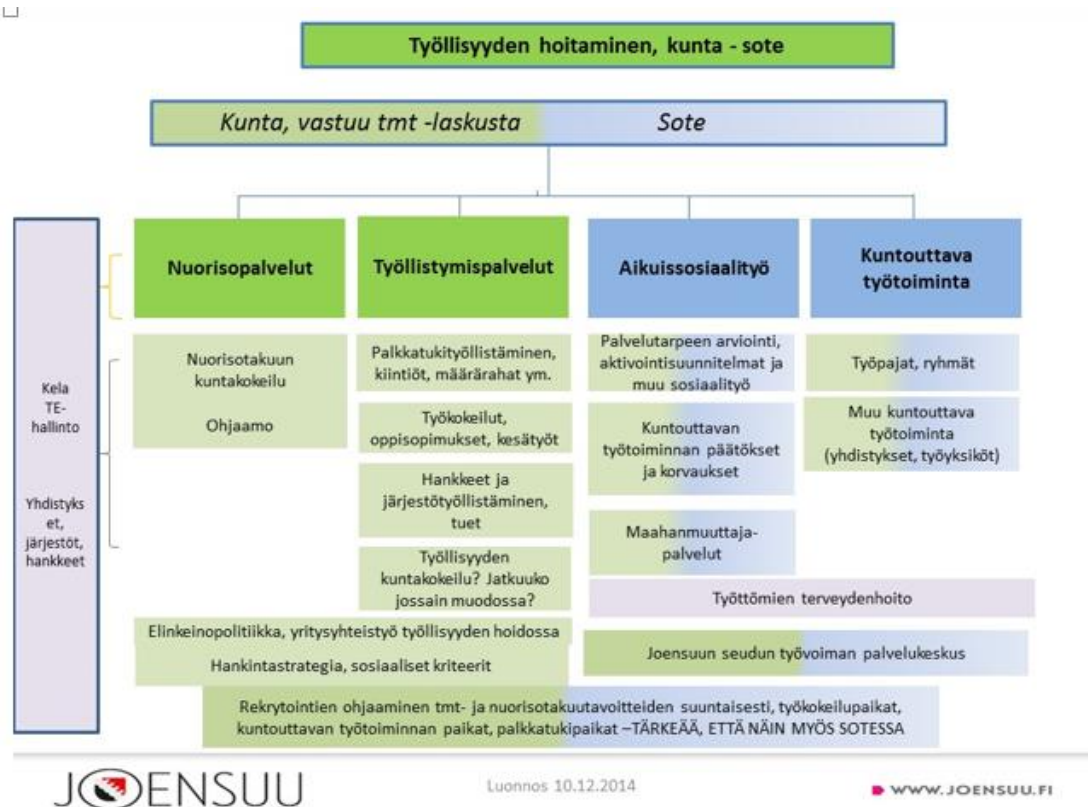 Työllisyyden hoitaminen, kunta - sote
Kunta, vastuu tmt -laskusta
Sote
Kela
TE-
hallinto
Yhdistyks
et,
järjestöt,
hankkeet
Nuorisopalvelut
Nuorisotakuun
kuntakokeilu
Ohjaamo
Työllistymispalvelut
Palkkatukityöllistäminen,
kiintiöt, määrärahat ym.
Työkokeilut,
oppisopimukset, kesätyöt
Hankkeet ja
järjestötyöllistäminen,
tuet
Työllisyyden
kuntakokeilu? Jatkuuko
jossain muodossa?
Aikuissosiaalityö
Palvelutarpeen arviointi,
aktivointisuunnitelmat ja
muu sosiaalityö
Kuntouttavan
työtoiminnan päätökset
ja korvaukset
Maahanmuuttaja-
palvelut
Kuntouttava
työtoiminta
Työpajat, ryhmät
Muu kuntouttava
työtoiminta
(yhdistykset, työyksiköt)
Työttömien terveydenhoito
Elinkeinopolitiikka, yritysyhteistyö työllisyyden hoidossa
Hankintastrategia, sosiaaliset kriteerit
Joensuun seudun työvoiman palvelukeskus
Rekrytointien ohjaaminen tmt- ja nuorisotakuutavoitteiden suuntaisesti, työkokeilupaikat,
kuntouttavan työtoiminnan paikat, palkkatukipaikat –TÄRKEÄÄ, ETTÄ NÄIN MYÖS SOTESSA
JOENSUU
Luonnos 10.12.2014
WWW.JOENSUU.FI